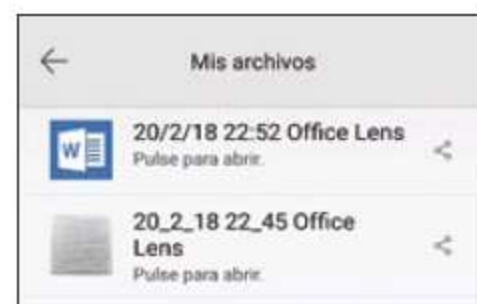 Mis archivos
20/2/18 22:52 Office Lens
Pulse para abrir.
W
20_2_18 22_45 Office
Lens
Pulse para abrir.